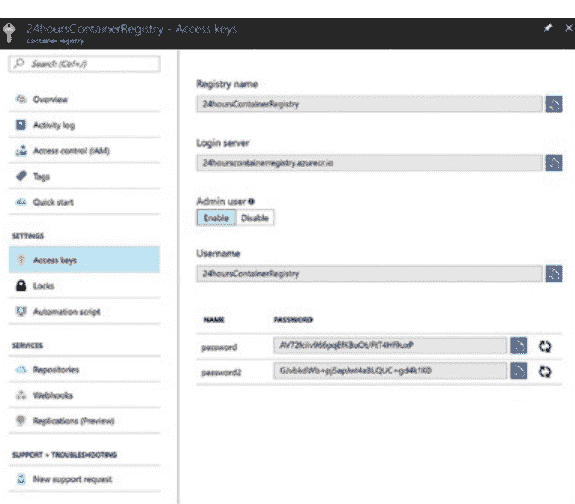 24hoursContainerRegistry - Access keys
Container registry
Search (Ctrl+/)
Overview
Activity log
Access control (IAM)
Tags
Quick start
SETTINGS
Access keys
Locks
Automation script
SERVICES
Repositories
Webhooks
Replications (Preview)
SUPPORT + TROUBLESHOOTING
New support request
Registry name
24hoursContainerRegistry
Login server
24hourscontainerregistry.azurecr.io
Admin user
Enable Disable
Username
24hoursContainerRegistry
NAME PASSWORD
password
password2